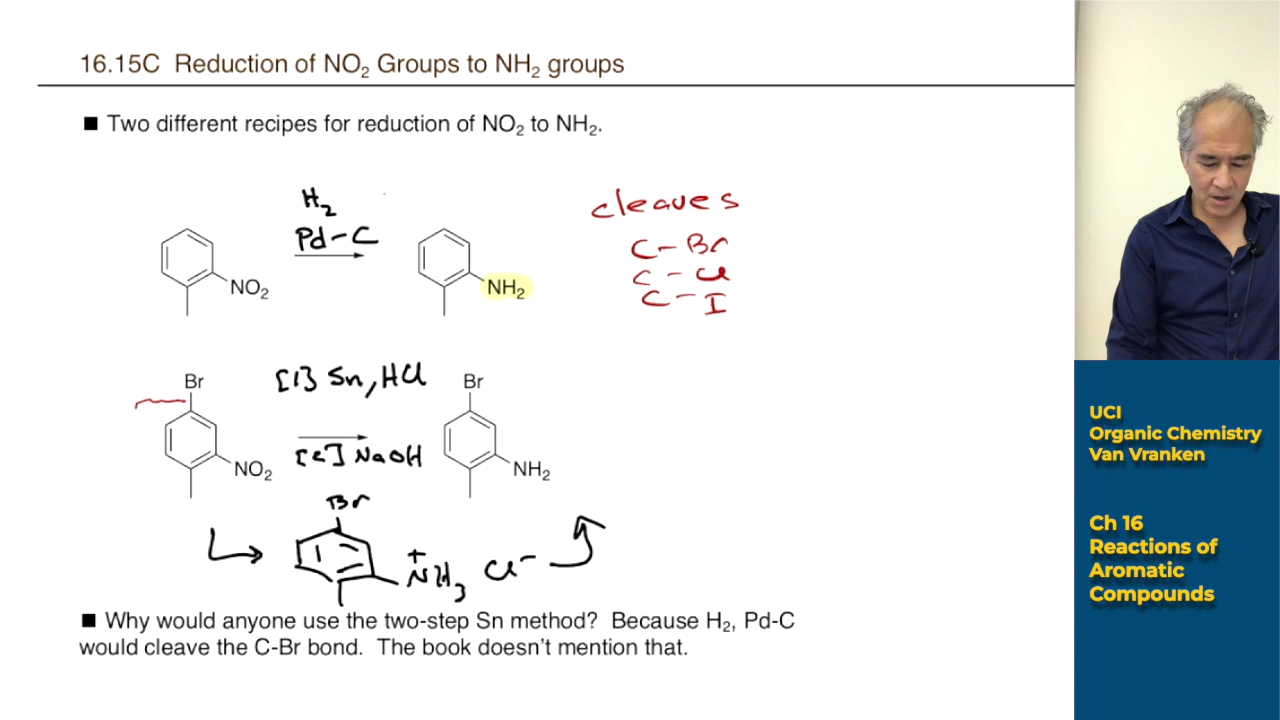 16.15C Reduction of NO₂ Groups to NH₂ groups
■ Two different recipes for reduction of NO₂ to NH₂.
H₂
Pd-C
NO₂
NH₂
cleaves
C-Br
C-Cl
C-I
Br
[1] Sn, HCl
Br
NO₂
[2] NaOH
NH₂
Br
+
NH₃ Cl⁻
■ Why would anyone use the two-step Sn method? Because H₂, Pd-C
would cleave the C-Br bond. The book doesn't mention that.
UCI
Organic Chemistry
Van Vranken
Ch 16
Reactions of
Aromatic
Compounds